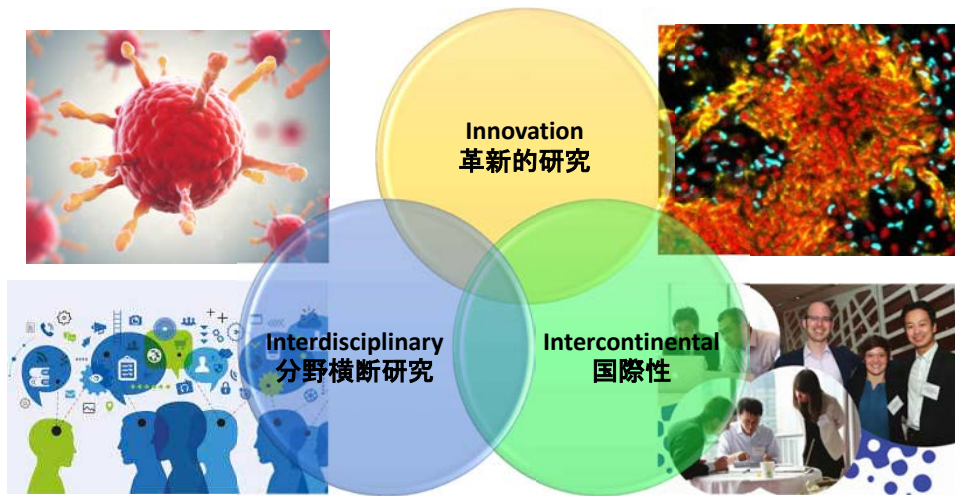 Innovation
革新的研究
Interdisciplinary
分野横断研究
Intercontinental
国際性